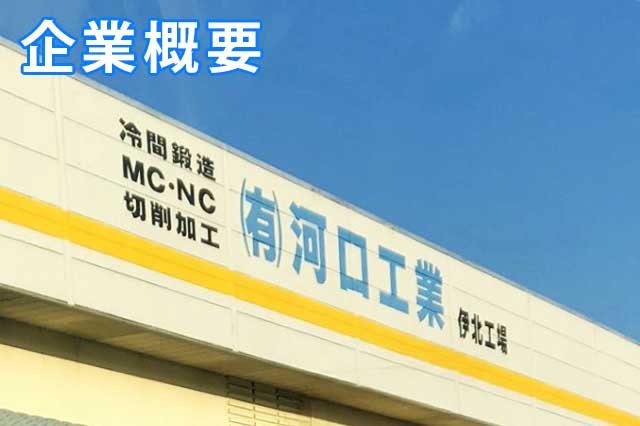 企業概要
冷間鍛造
MC・NC
切削加工
(有)河口工業
伊北工場